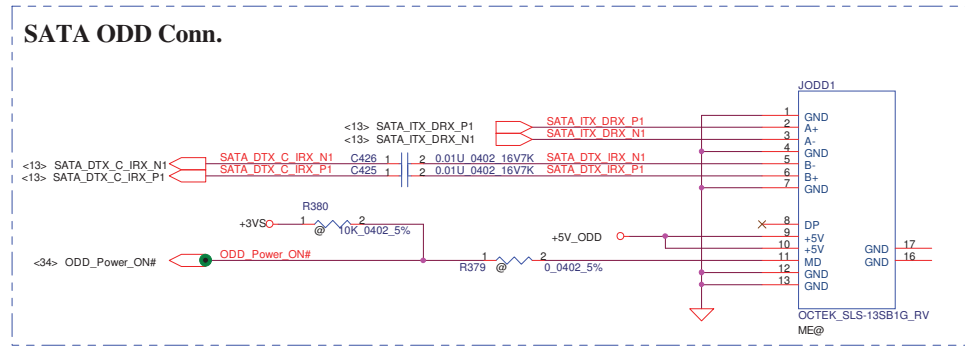 SATA ODD Conn.
JODD1
<13> SATA_ITX_DRX_P1 SATA_ITX_DRX_P1 1 GND
<13> SATA_ITX_DRX_N1 SATA_ITX_DRX_N1 2 A+
3 A-
4 GND
<13> SATA_DTX_C_IRX_N1 SATA_DTX_C_IRX_N1 C426 1 2 0.01U_0402_16V7K SATA_DTX_IRX_N1 5 B-
<13> SATA_DTX_C_IRX_P1 SATA_DTX_C_IRX_P1 C425 1 2 0.01U_0402_16V7K SATA_DTX_IRX_P1 6 B+
7 GND
R380
+3VS 1 2 8 DP
@ 10K_0402_5%
+5V_ODD 9 +5V
10 +5V GND 17
<34> ODD_Power_ON# ODD_Power_ON# 1 2 11 MD GND 16
R379 @ 0_0402_5% 12 GND
13 GND
OCTEK_SLS-13SB1G_RV
ME@